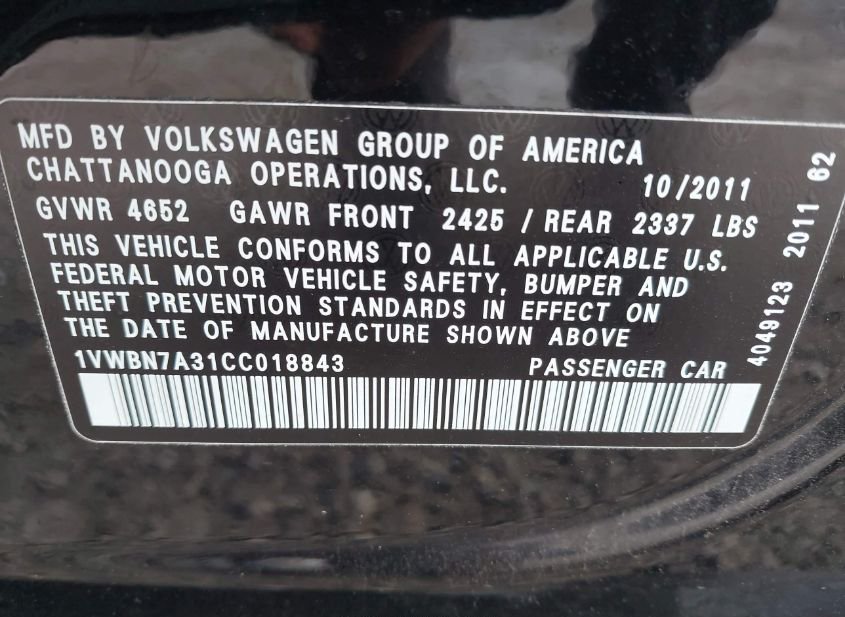 MFD BY VOLKSWAGEN GROUP OF AMERICA
CHATTANOOGA OPERATIONS, LLC. 10/2011
GVWR 4652 GAWR FRONT 2425 / REAR 2337 LBS
THIS VEHICLE CONFORMS TO ALL APPLICABLE U.S.
FEDERAL MOTOR VEHICLE SAFETY, BUMPER AND
THEFT PREVENTION STANDARDS IN EFFECT ON
THE DATE OF MANUFACTURE SHOWN ABOVE
1VWBN7A31CC018843 PASSENGER CAR
4049123 2011 62